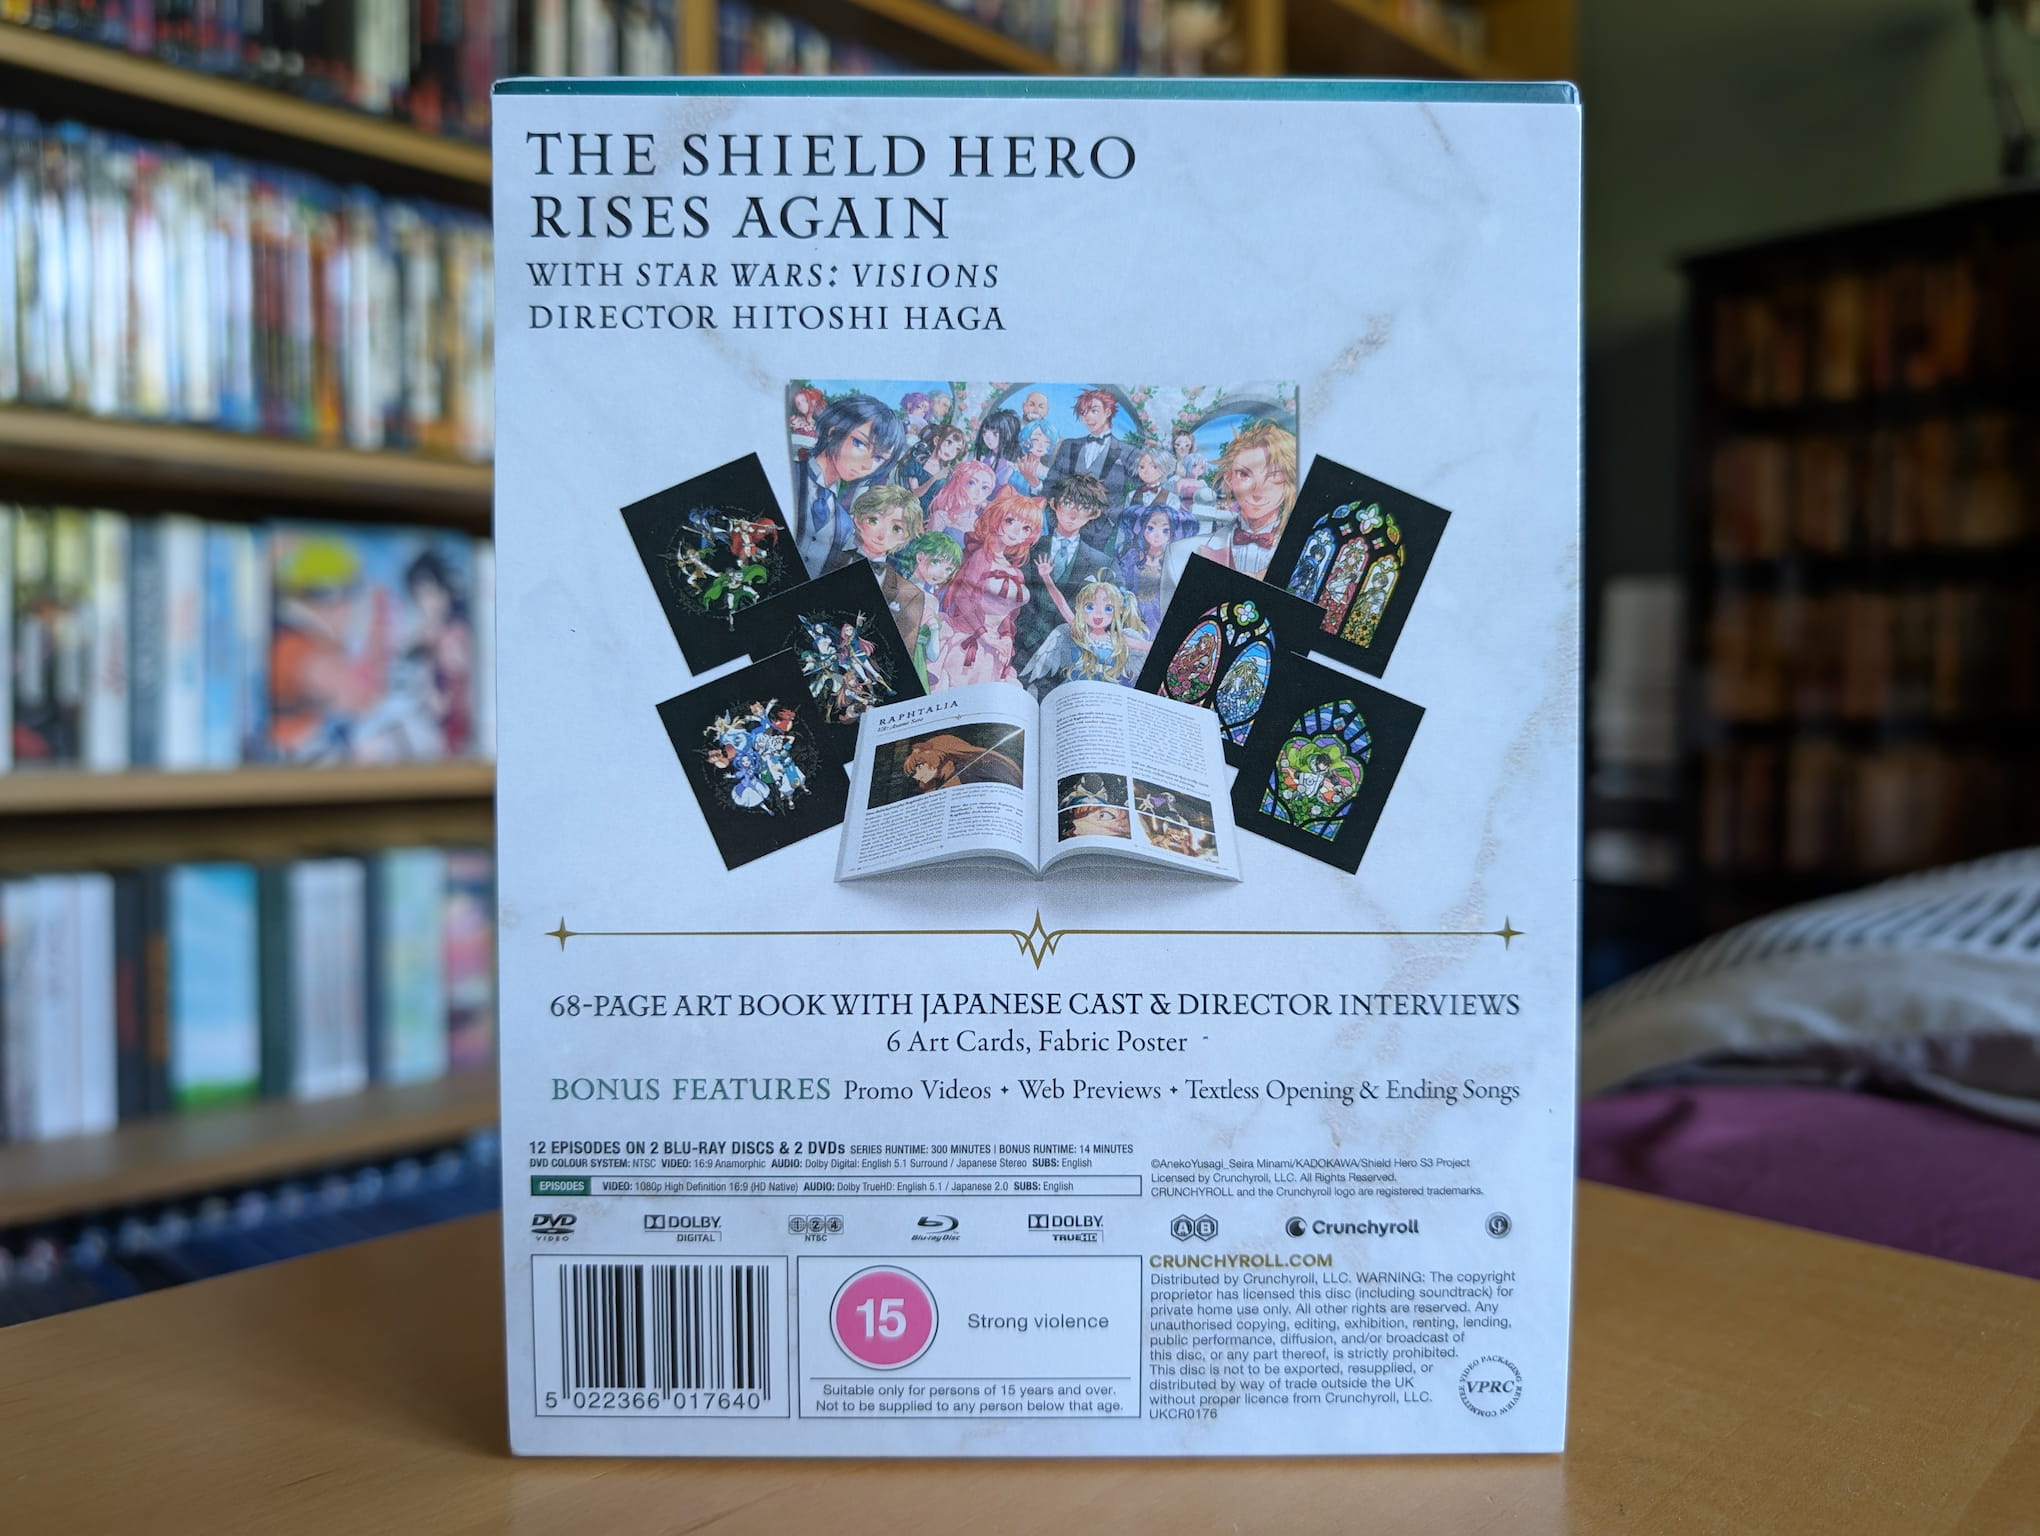 THE SHIELD HERO
RISES AGAIN
WITH STAR WARS: VISIONS
DIRECTOR HITOSHI HAGA
RAPHTALIA
68-PAGE ART BOOK WITH JAPANESE CAST & DIRECTOR INTERVIEWS
6 Art Cards, Fabric Poster
BONUS FEATURES Promo Videos • Web Previews • Textless Opening & Ending Songs
12 EPISODES ON 2 BLU-RAY DISCS & 2 DVDs SERIES RUNTIME: 300 MINUTES | BONUS RUNTIME: 14 MINUTES
DVD COLOUR SYSTEM: NTSC VIDEO: 16:9 Anamorphic AUDIO: Dolby Digital: English 5.1 Surround / Japanese Stereo SUBS: English
EPISODES VIDEO: 1080p High Definition 16:9 (HD Native) AUDIO: Dolby TrueHD: English 5.1 / Japanese 2.0 SUBS: English
©AnekoYusagi_Seira Minami/KADOKAWA/Shield Hero S3 Project
Licensed by Crunchyroll, LLC. All Rights Reserved.
CRUNCHYROLL and the Crunchyroll logo are registered trademarks.
DVD VIDEO
DOLBY DIGITAL
1 2 4 NTSC
Blu-ray Disc
DOLBY TRUEHD
A B
Crunchyroll
5 022366 017640
15
Strong violence
Suitable only for persons of 15 years and over.
Not to be supplied to any person below that age.
CRUNCHYROLL.COM
Distributed by Crunchyroll, LLC. WARNING: The copyright
proprietor has licensed this disc (including soundtrack) for
private home use only. All other rights are reserved. Any
unauthorised copying, editing, exhibition, renting, lending,
public performance, diffusion, and/or broadcast of
this disc, or any part thereof, is strictly prohibited.
This disc is not to be exported, resupplied, or
distributed by way of trade outside the UK
without proper licence from Crunchyroll, LLC.
UKCR0176
VIDEO PACKAGING REVIEW COMMITTEE
VPRC